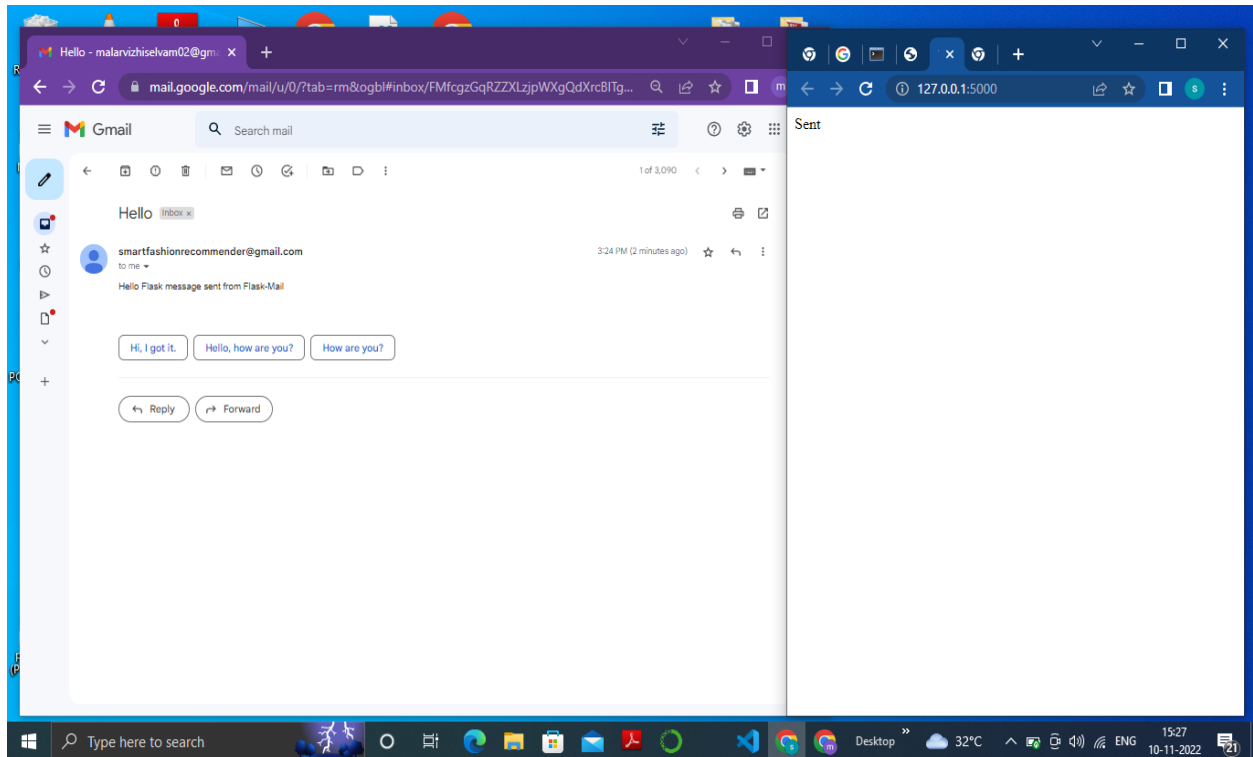 Hello - malarvizhiselvam02@gm
mail.google.com/mail/u/0/?tab=rm&ogbl#inbox/FMfcgzGqRZZXLzjpWXgQdXrcBlTg...
m
Gmail
Search mail
1 of 3,090
Hello Inbox x
smartfashionrecommender@gmail.com
3:24 PM (2 minutes ago)
to me
Hello Flask message sent from Flask-Mail
Hi, I got it.
Hello, how are you?
How are you?
Reply
Forward
127.0.0.1:5000
s
Sent
Type here to search
Desktop
32°C
ENG
15:27
10-11-2022
21